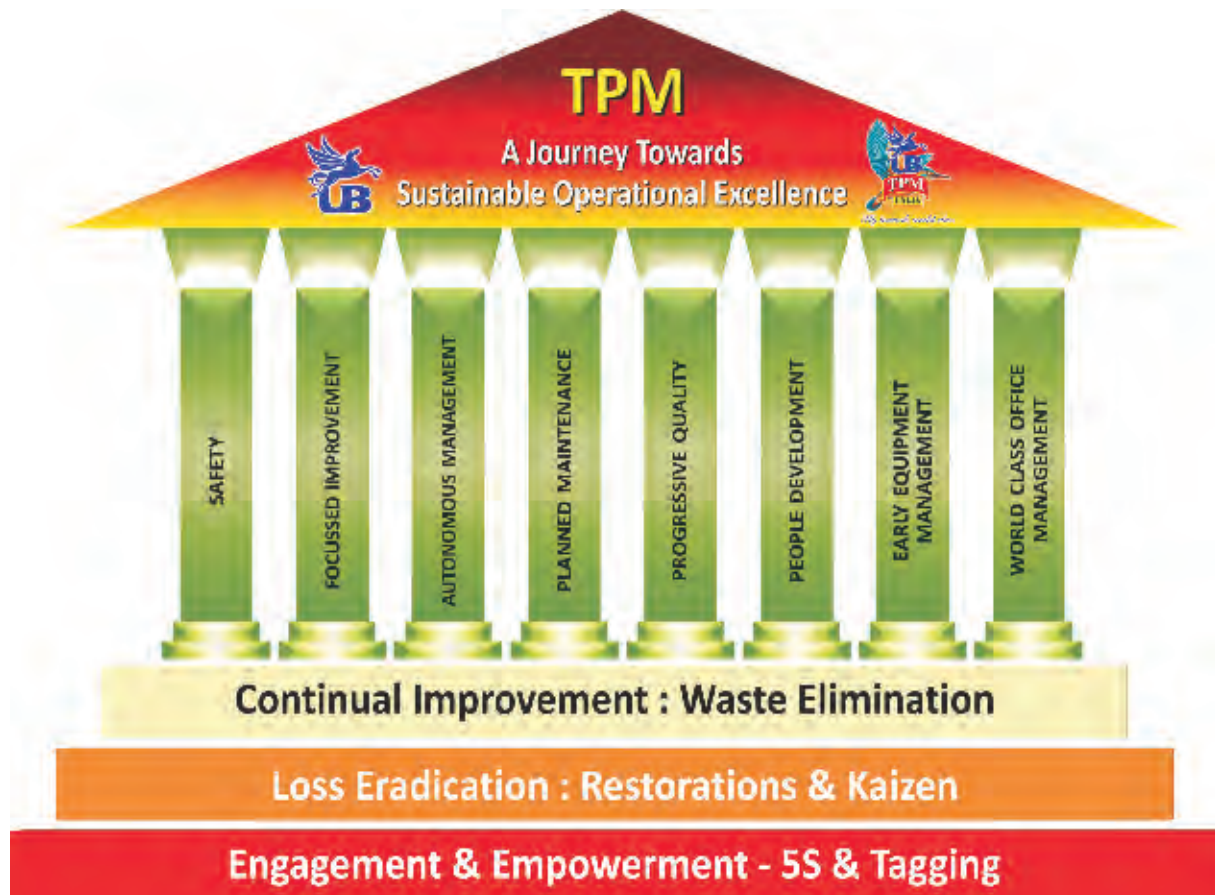 TPM
A Journey Towards
Sustainable Operational Excellence
UB
UB
TPM
SAFETY
FOCUSSED IMPROVEMENT
AUTONOMOUS MANAGEMENT
PLANNED MAINTENANCE
PROGRESSIVE QUALITY
PEOPLE DEVELOPMENT
EARLY EQUIPMENT
MANAGEMENT
WORLD CLASS OFFICE
MANAGEMENT
Continual Improvement : Waste Elimination
Loss Eradication : Restorations & Kaizen
Engagement & Empowerment - 5S & Tagging